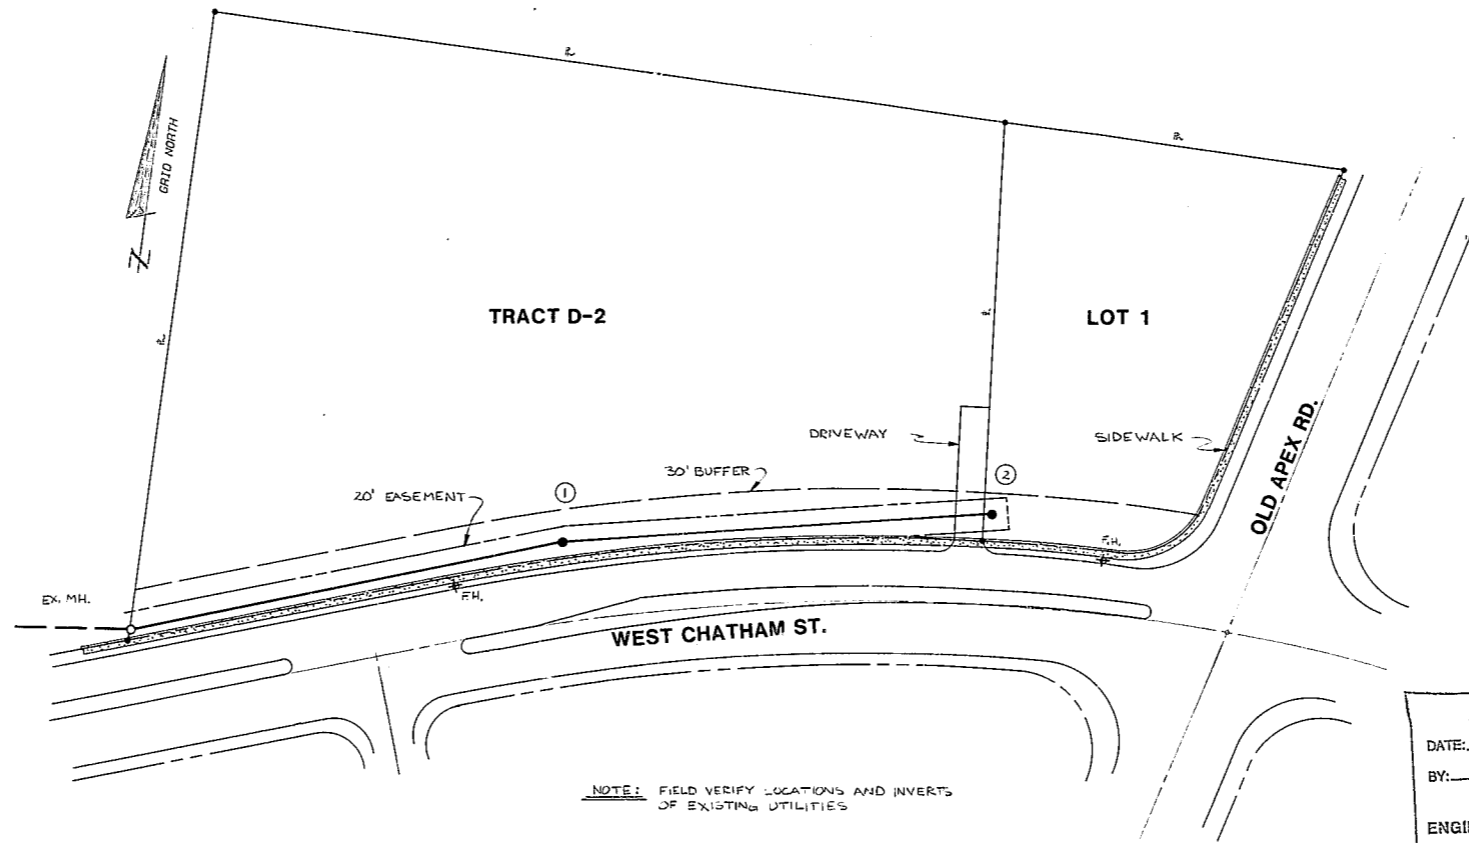 GRID NORTH
N
TRACT D-2
LOT 1
DRIVEWAY
SIDEWALK
OLD APEX RD.
30' BUFFER
20' EASEMENT
1
2
EX. MH.
F.H.
F.H.
WEST CHATHAM ST.
NOTE: FIELD VERIFY LOCATIONS AND INVERTS
OF EXISTING UTILITIES
DATE:
BY: